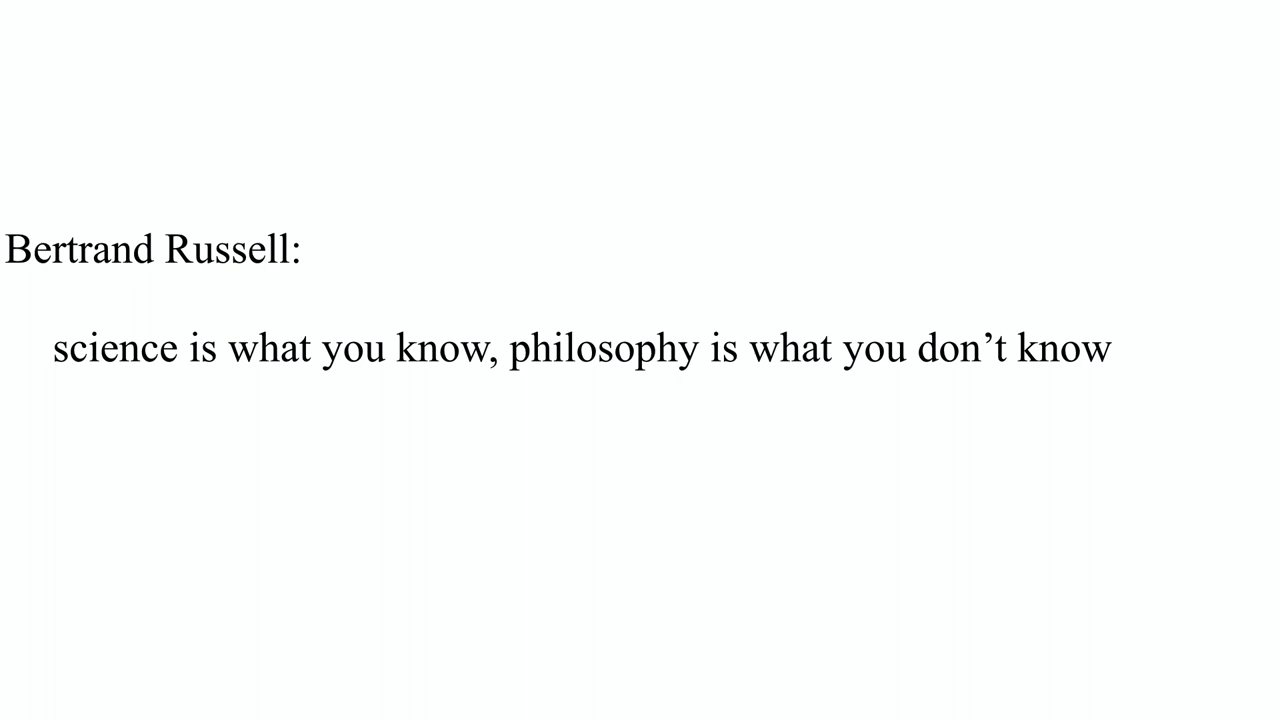 Bertrand Russell:
science is what you know, philosophy is what you don’t know